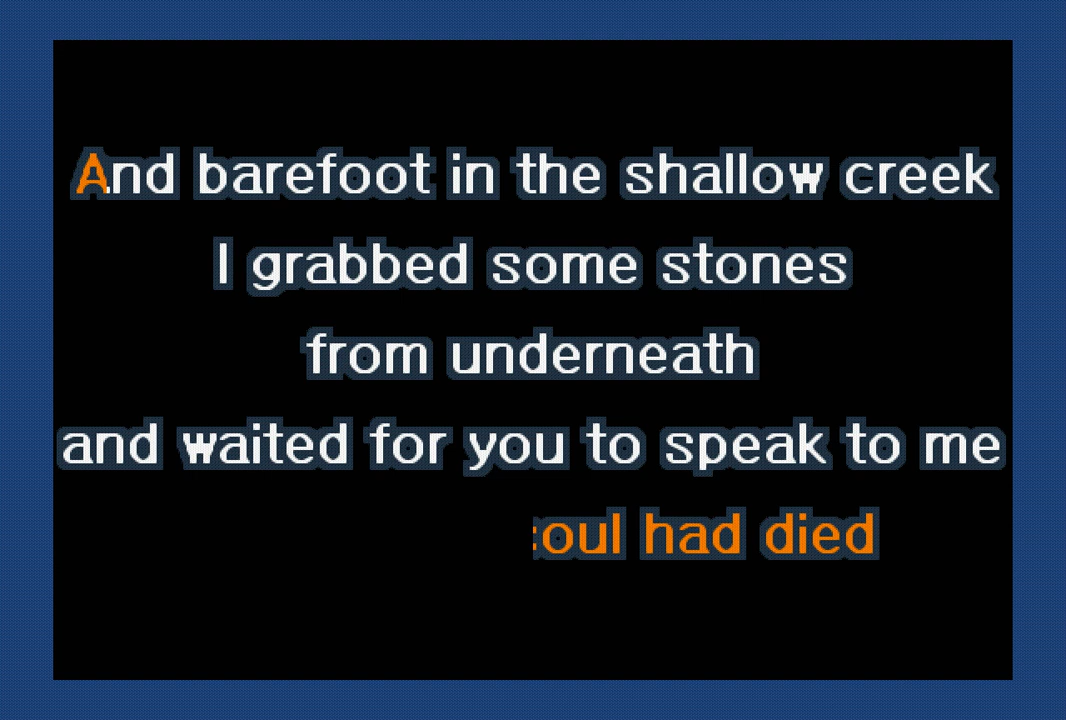 And barefoot in the shallow creek
I grabbed some stones
from underneath
and waited for you to speak to me
had died